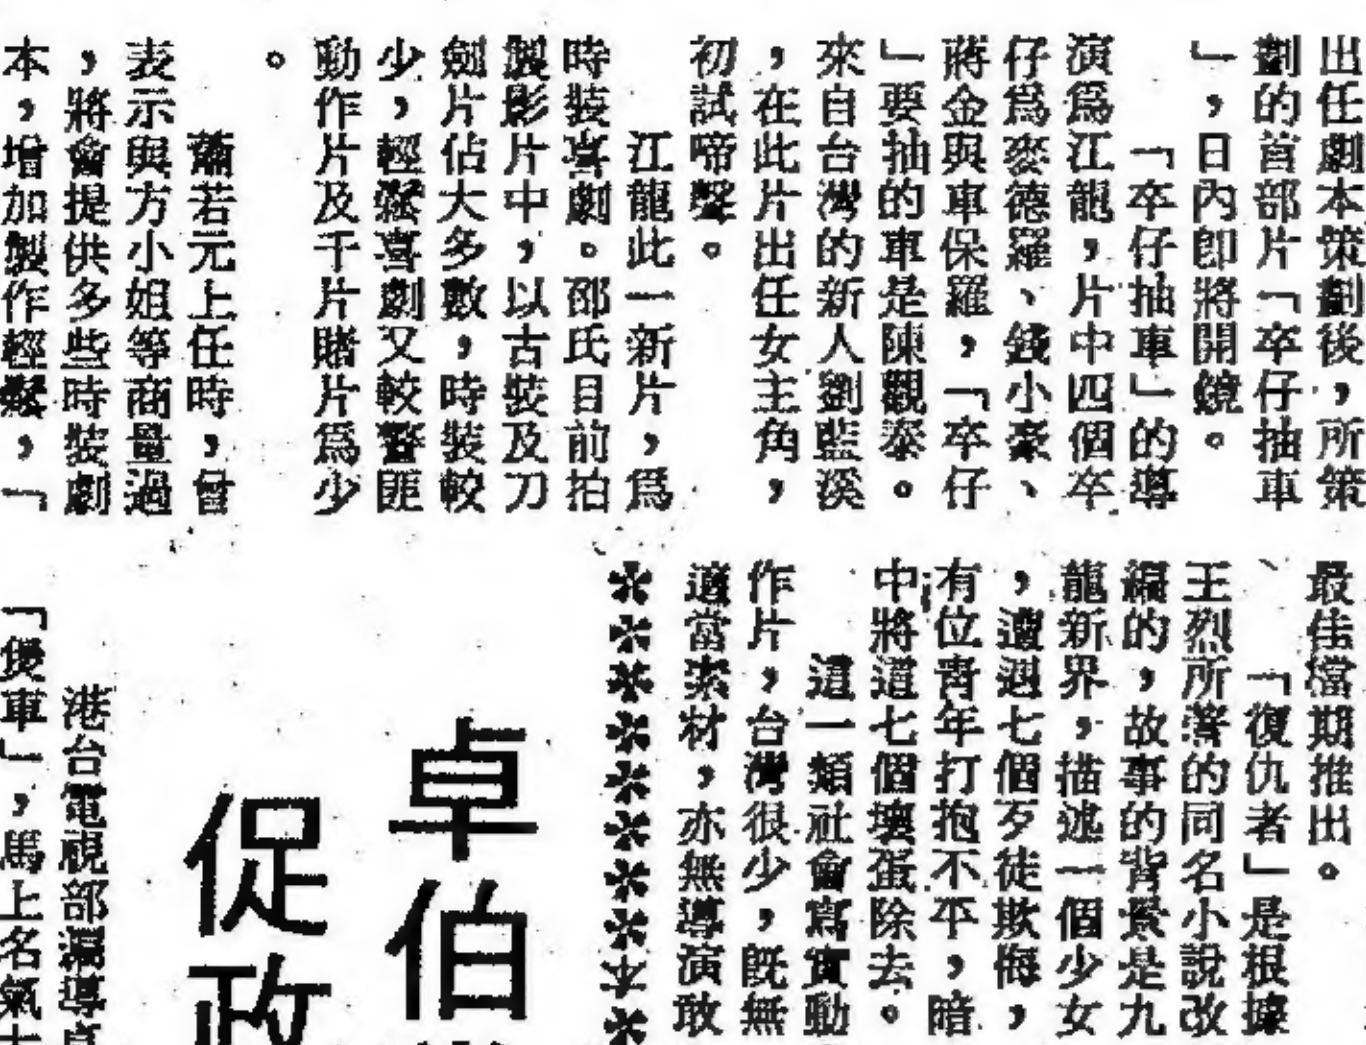 出任劇本策劃後，所策
劃的首部片「卒仔抽車
」，日內卽將開鏡。
「卒仔抽車」的導
演爲江龍，片中四個卒
仔爲麥德羅、錢小豪、
蔣金與車保羅，「卒仔
」要抽的車是陳觀泰。
來自台灣的新人劉藍溪
，在此片出任女主角，
初試啼聲。
江龍此一新片，爲
時裝喜劇。邵氏目前拍
製影片中，以古裝及刀
劍片佔大多數，時裝較
少，輕鬆喜劇又較警匪
動作片及千片賭片爲少
。
蕭若元上任時，曾
表示與方小姐等商量過
，將會提供多些時裝劇
本，增加製作輕鬆，「
最佳檔期推出。
、「復仇者」是根據
王烈所著的同名小說改
編的，故事的背景是九
龍新界，描述一個少女
，遭遇七個歹徒欺侮，
有位靑年打抱不平，暗
中將這七個壞蛋除去。
這一類社會寫實動
作片，台灣很少，旣無
適當素材，亦無導演敢
卓伯
促政
港台電視部編導
「煲車」，馬上名氣